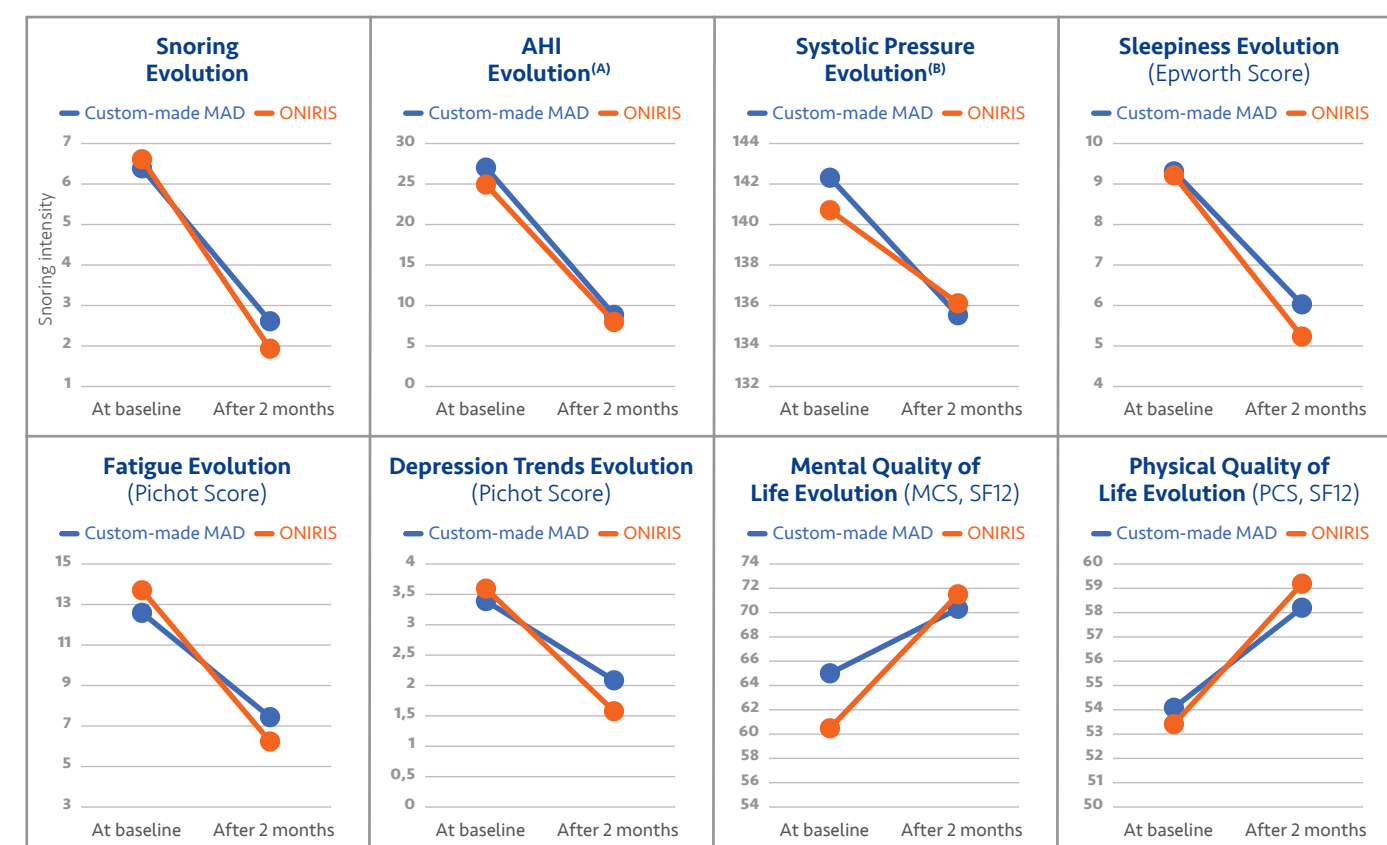 Snoring
Evolution
Custom-made MAD ONIRIS
Snoring intensity
7
6
5
4
3
2
1
At baseline After 2 months
AHI
Evolution(A)
Custom-made MAD ONIRIS
30
25
20
15
10
5
0
At baseline After 2 months
Systolic Pressure
Evolution(B)
Custom-made MAD ONIRIS
144
142
140
138
136
134
132
At baseline After 2 months
Sleepiness Evolution
(Epworth Score)
Custom-made MAD ONIRIS
10
9
8
7
6
5
4
At baseline After 2 months
Fatigue Evolution
(Pichot Score)
Custom-made MAD ONIRIS
15
13
11
9
7
5
3
At baseline After 2 months
Depression Trends Evolution
(Pichot Score)
Custom-made MAD ONIRIS
4
3,5
3
2,5
2
1,5
1
0,5
0
At baseline After 2 months
Mental Quality of
Life Evolution (MCS, SF12)
Custom-made MAD ONIRIS
74
72
70
68
66
64
62
60
58
56
54
At baseline After 2 months
Physical Quality of
Life Evolution (PCS, SF12)
Custom-made MAD ONIRIS
60
59
58
57
56
55
54
53
52
51
50
At baseline After 2 months